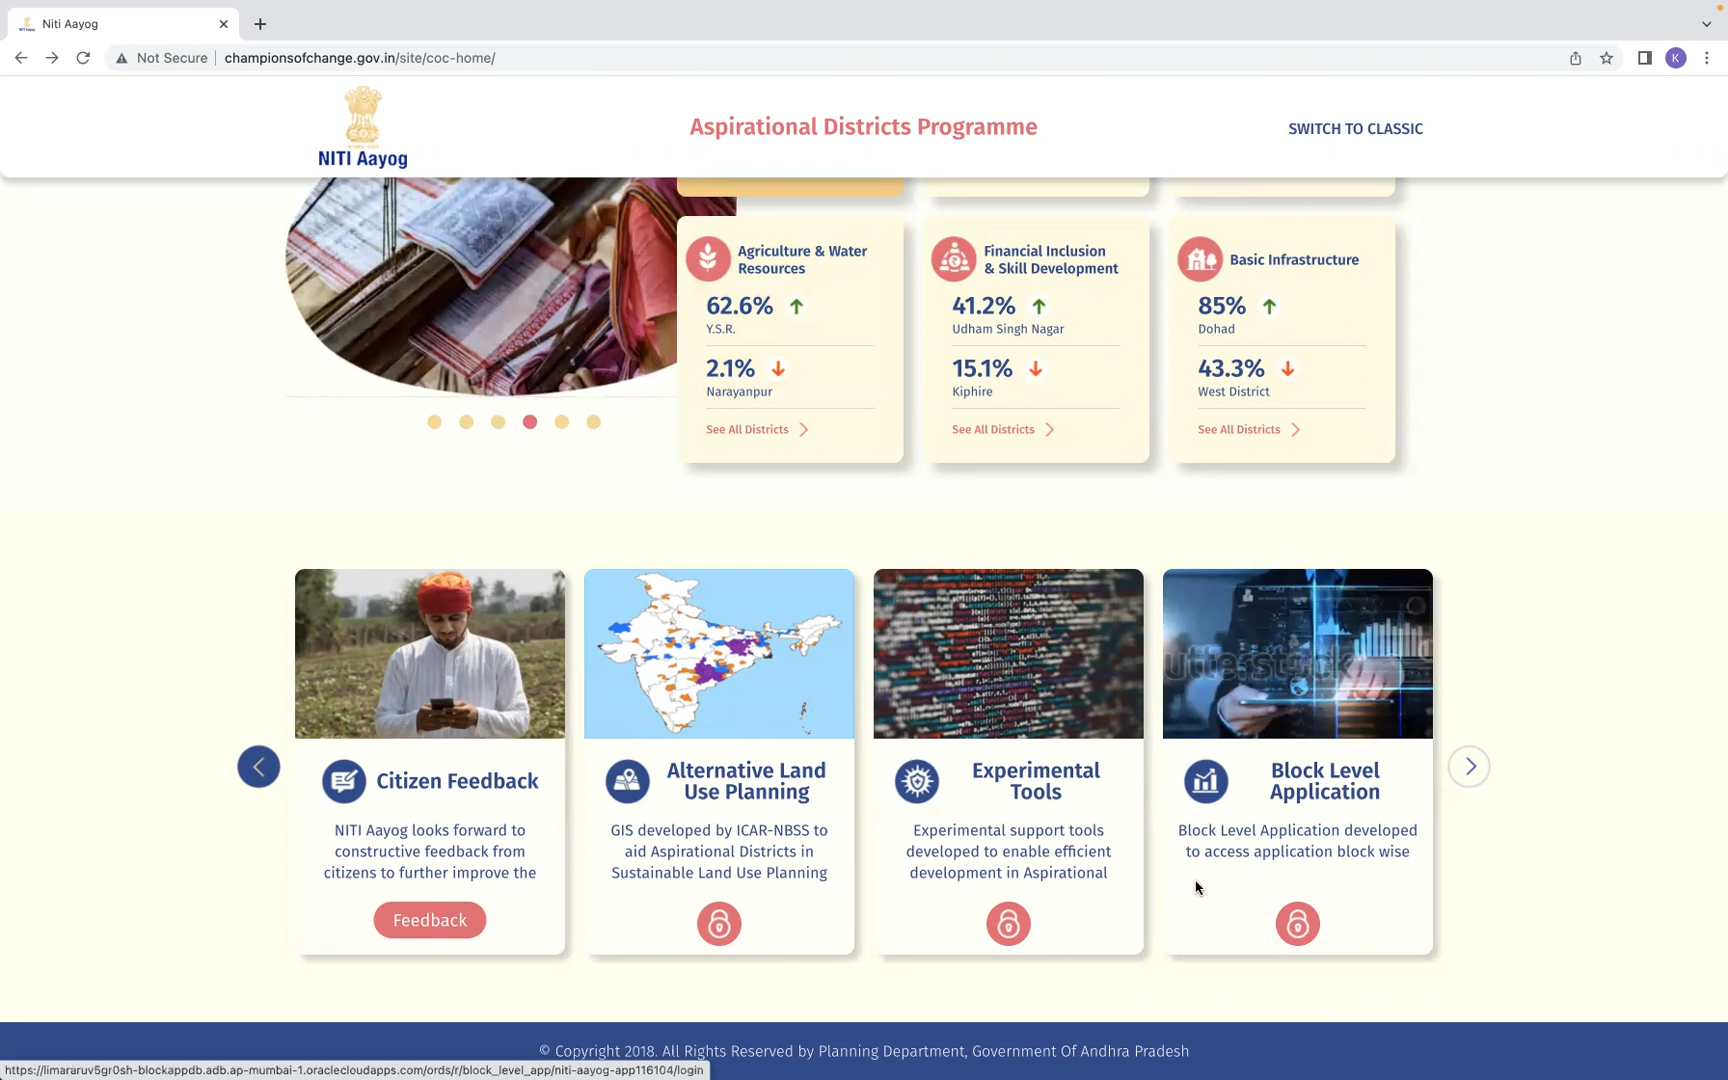 Niti Aayog
Not Secure
championsofchange.gov.in/site/coc-home/
K
NITI Aayog
Aspirational Districts Programme
SWITCH TO CLASSIC
Agriculture & Water
Resources
62.6%
Y.S.R.
2.1%
Narayanpur
See All Districts
Financial Inclusion
& Skill Development
41.2%
Udham Singh Nagar
15.1%
Kiphire
See All Districts
Basic Infrastructure
85%
Dohad
43.3%
West District
See All Districts
Citizen Feedback
NITI Aayog looks forward to
constructive feedback from
citizens to further improve the
Feedback
Alternative Land
Use Planning
GIS developed by ICAR-NBSS to
aid Aspirational Districts in
Sustainable Land Use Planning
Experimental
Tools
Experimental support tools
developed to enable efficient
development in Aspirational
Block Level
Application
Block Level Application developed
to access application block wise
© Copyright 2018. All Rights Reserved by Planning Department, Government Of Andhra Pradesh
https://limararuv5gr0sh-blockappdb.adb.ap-mumbai-1.oraclecloudapps.com/ords/r/block_level_app/niti-aayog-app116104/login